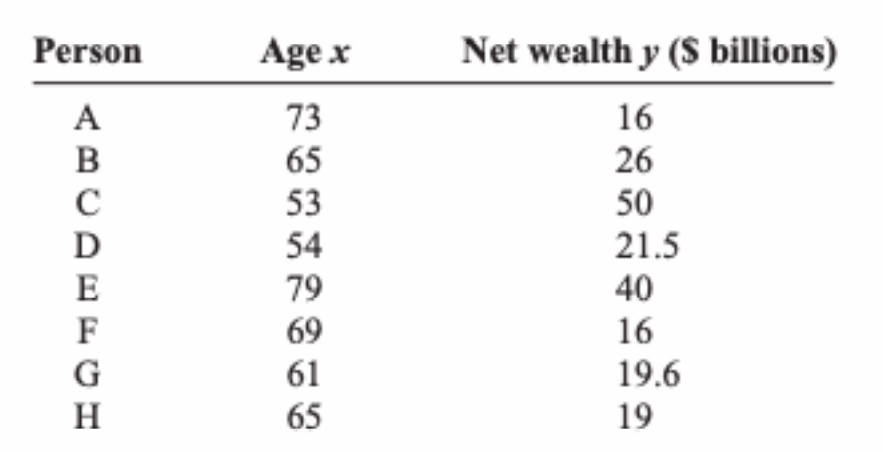 Person Age x Net wealth y ($ billions)
A 73 16
B 65 26
C 53 50
D 54 21.5
E 79 40
F 69 16
G 61 19.6
H 65 19